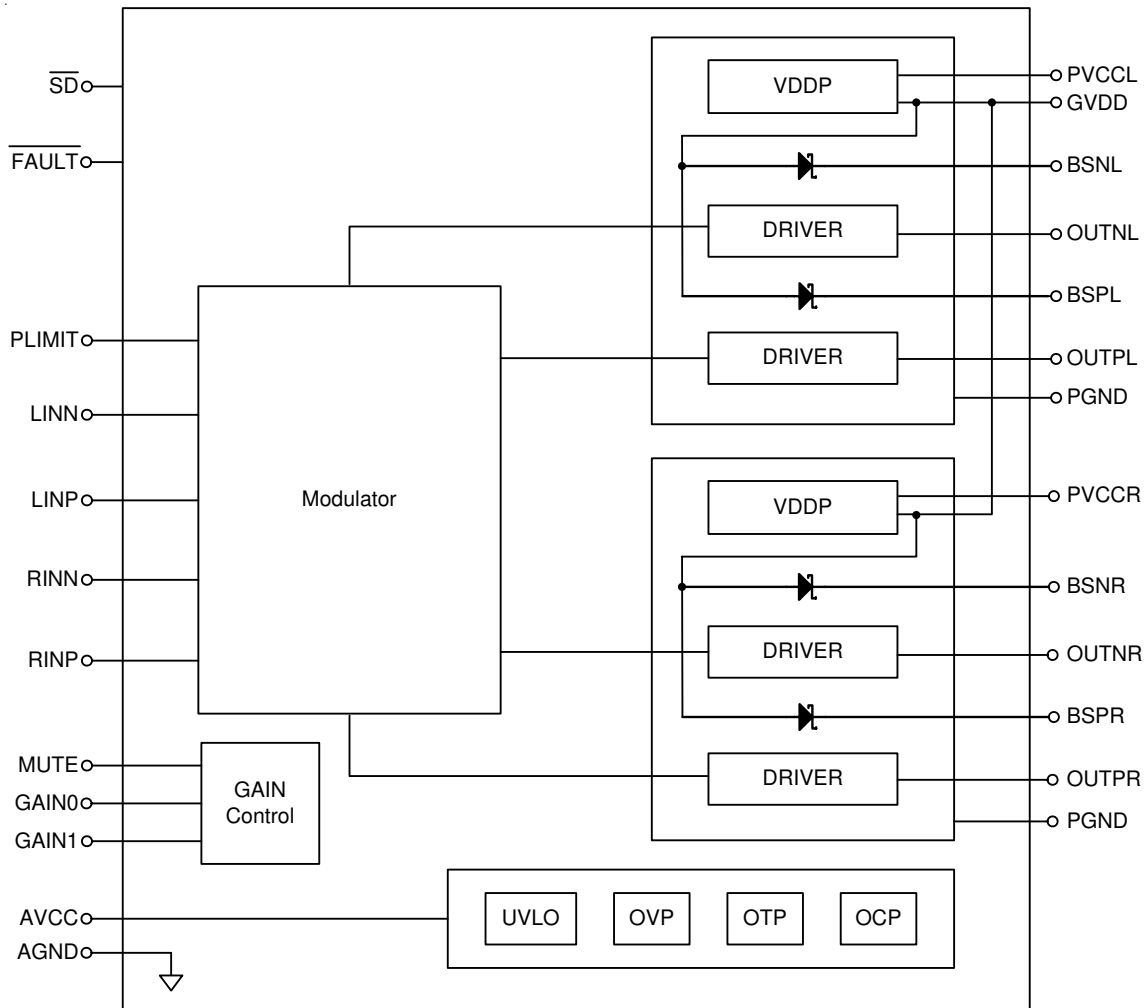 SD
FAULT
PLIMIT
LINN
LINP
RINN
RINP
MUTE
GAIN0
GAIN1
AVCC
AGND
Modulator
GAIN
Control
VDDP
DRIVER
DRIVER
VDDP
DRIVER
DRIVER
UVLO
OVP
OTP
OCP
PVCCL
GVDD
BSNL
OUTNL
BSPL
OUTPL
PGND
PVCCR
BSNR
OUTNR
BSPR
OUTPR
PGND